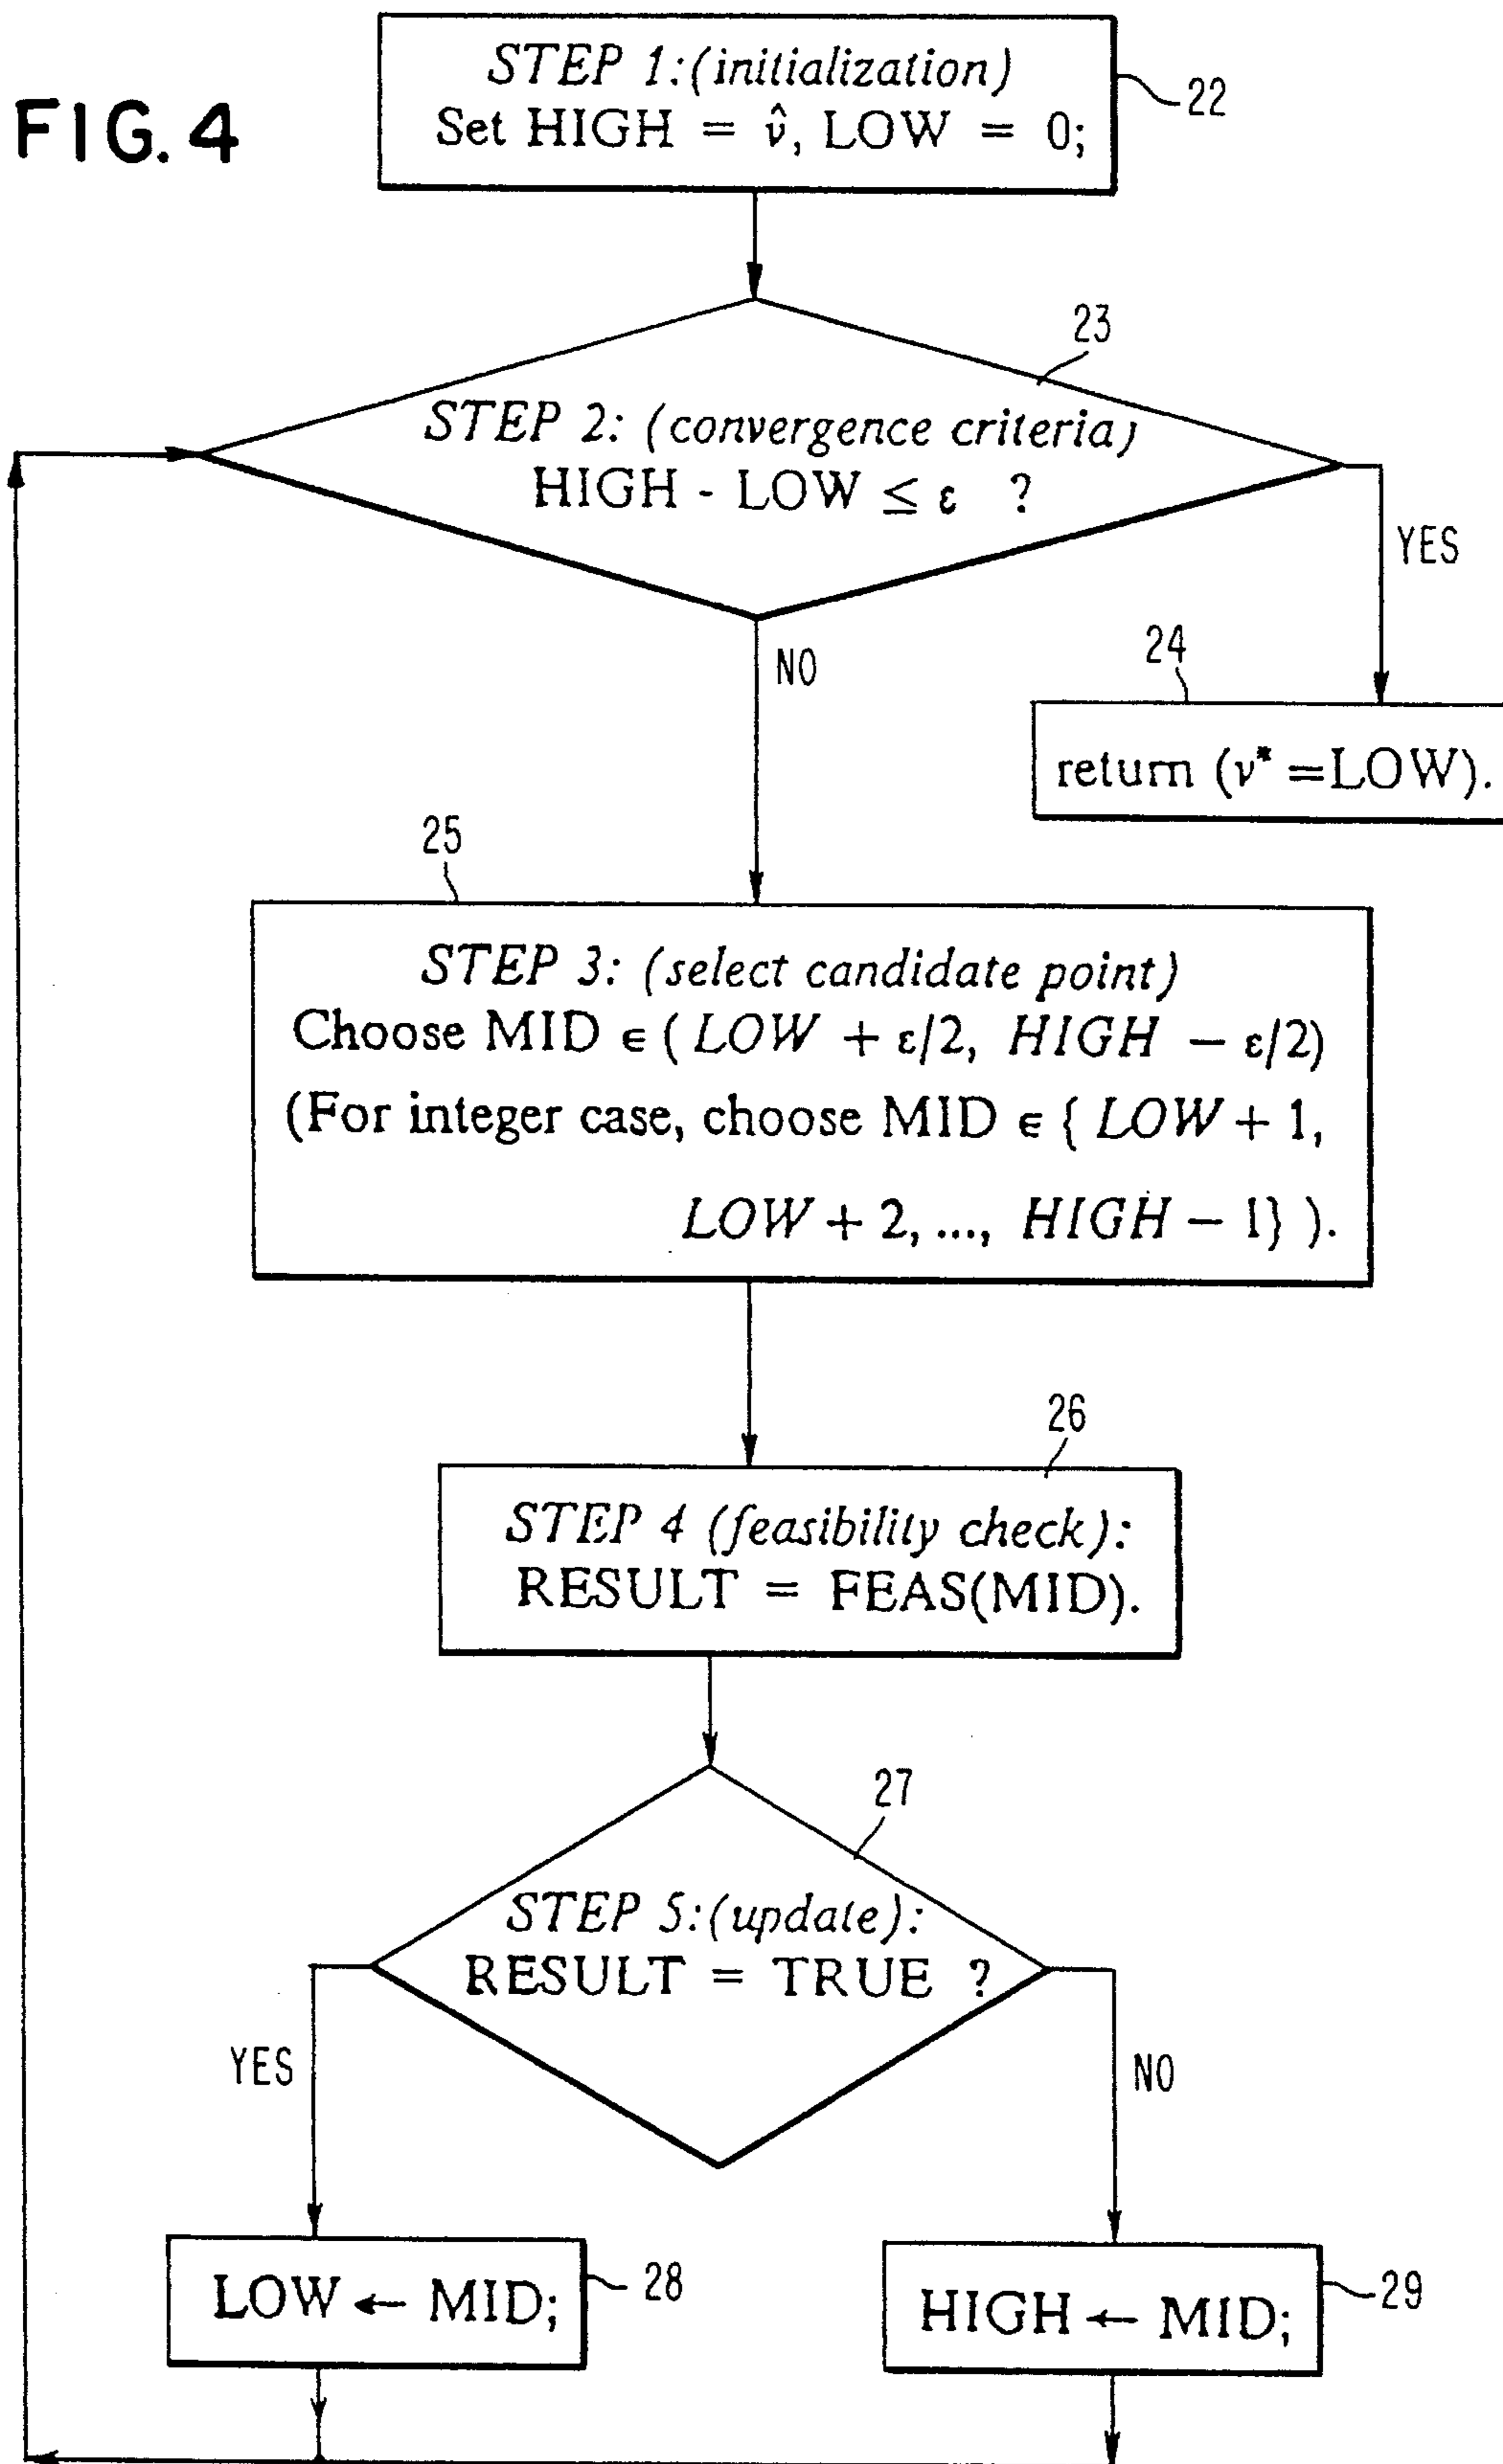 FIG. 4
STEP 1:(initialization)
Set HIGH = v̂, LOW = 0;
22
23
STEP 2: (convergence criteria)
HIGH - LOW ≤ ε ?
YES
NO
24
return (v* =LOW).
25
STEP 3: (select candidate point)
Choose MID ∈ ( LOW + ε/2, HIGH − ε/2)
(For integer case, choose MID ∈ { LOW + 1,
LOW + 2, ..., HIGH − 1} ).
26
STEP 4 (feasibility check):
RESULT = FEAS(MID).
27
STEP 5:(update):
RESULT = TRUE ?
YES
NO
LOW ← MID;
28
HIGH ← MID;
29